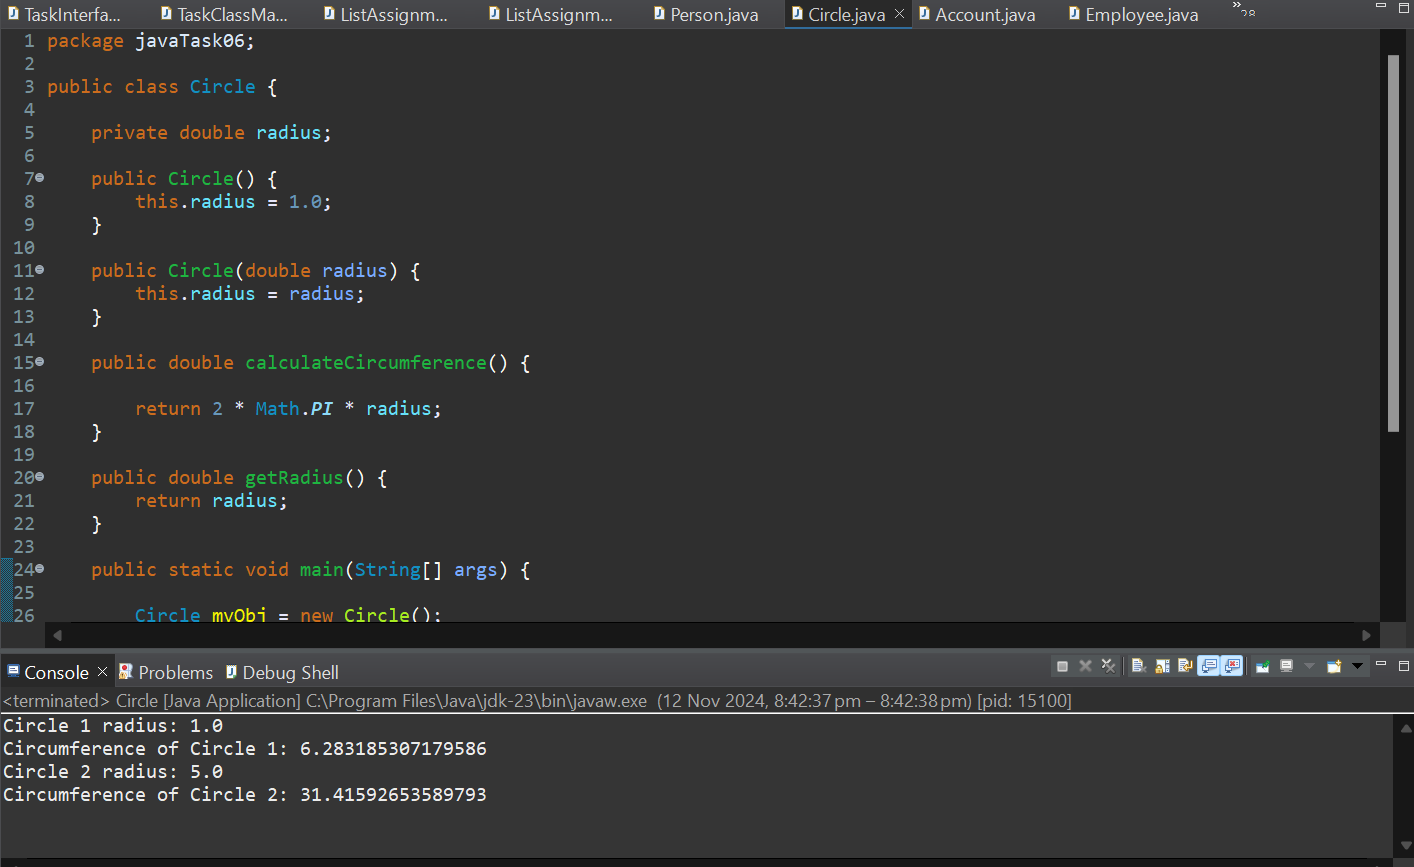 TaskInterfa...
TaskClassMa...
ListAssignm...
ListAssignm...
Person.java
Circle.java
Account.java
Employee.java
»28
1 package javaTask06;
2
3 public class Circle {
4
5 private double radius;
6
7 public Circle() {
8 this.radius = 1.0;
9 }
10
11 public Circle(double radius) {
12 this.radius = radius;
13 }
14
15 public double calculateCircumference() {
16
17 return 2 * Math.PI * radius;
18 }
19
20 public double getRadius() {
21 return radius;
22 }
23
24 public static void main(String[] args) {
25
26 Circle myObj = new Circle();
Console
Problems
Debug Shell
<terminated> Circle [Java Application] C:\Program Files\Java\jdk-23\bin\javaw.exe (12 Nov 2024, 8:42:37 pm – 8:42:38 pm) [pid: 15100]
Circle 1 radius: 1.0
Circumference of Circle 1: 6.283185307179586
Circle 2 radius: 5.0
Circumference of Circle 2: 31.41592653589793